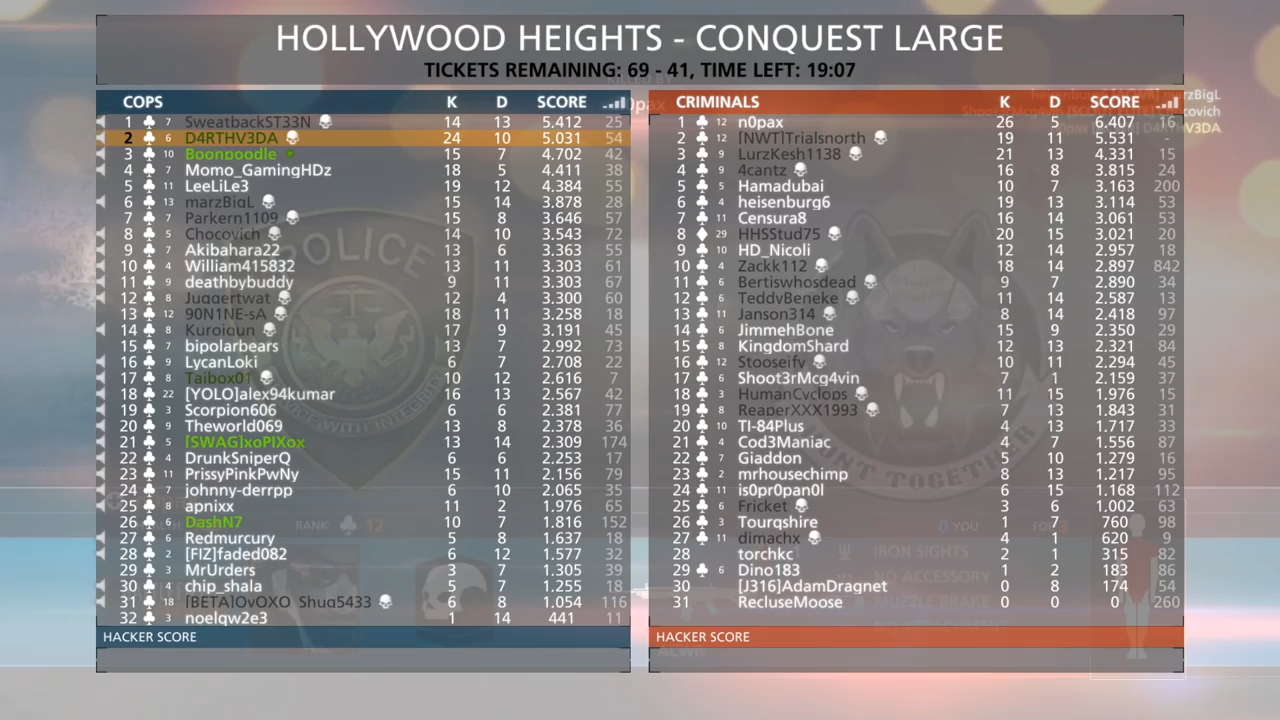 HOLLYWOOD HEIGHTS - CONQUEST LARGE
TICKETS REMAINING: 69 - 41, TIME LEFT: 19:07
COPS K D SCORE
1 7 SweatbackST33N 14 13 5.412 25
2 6 D4RTHV3DA 24 10 5.031 54
3 10 Boonpoodle 15 7 4.702 42
4 7 Momo_GamingHDz 18 5 4.411 38
5 11 LeeLiLe3 19 12 4.384 55
6 13 marzBigL 15 14 3.878 28
7 7 Parkern1109 15 8 3.646 57
8 5 Chocovich 14 10 3.543 72
9 7 Akibahara22 13 6 3.363 55
10 4 William415832 13 11 3.303 61
11 9 deathbybuddy 9 11 3.303 67
12 8 Juggertwat 12 4 3.300 60
13 12 90N1NE-sA 18 11 3.258 18
14 8 Kuroigun 17 9 3.191 45
15 7 bipolarbears 13 7 2.992 73
16 9 LycanLoki 6 7 2.708 22
17 8 Taibox01 10 12 2.616 7
18 22 [YOLO]alex94kumar 16 13 2.567 42
19 3 Scorpion606 6 6 2.381 77
20 9 Theworld069 13 8 2.378 36
21 5 [SWAG]xoPIXox 13 14 2.309 174
22 4 DrunkSniperQ 6 6 2.253 17
23 11 PrissyPinkPwNy 15 11 2.156 79
24 7 johnny-derrpp 6 10 2.065 35
25 8 apnixx 11 2 1.976 65
26 6 DashN7 10 7 1.816 152
27 6 Redmurcury 5 8 1.637 18
28 2 [FIZ]faded082 6 12 1.577 32
29 3 MrUrders 3 7 1.305 39
30 4 chip_shala 5 7 1.255 18
31 18 [BETA]OvOXO_Shug5433 6 8 1.054 116
32 3 noelgw2e3 1 14 441 11
HACKER SCORE
CRIMINALS K D SCORE
1 12 n0pax 26 5 6.407 16
2 12 [NWT]Trialsnorth 19 11 5.531
3 9 LurzKesh1138 21 13 4.331 15
4 9 4cantz 16 8 3.815 24
5 5 Hamadubai 10 7 3.163 200
6 4 heisenburg6 19 13 3.114 53
7 11 Censura8 16 14 3.061 53
8 29 HHSStud75 20 15 3.021 20
9 10 HD_Nicoli 12 14 2.957 18
10 4 Zackk112 18 14 2.897 842
11 6 Bertiswhosdead 9 7 2.890 34
12 6 TeddyBeneke 11 14 2.587 13
13 11 Janson314 8 14 2.418 97
14 6 JimmehBone 15 9 2.350 29
15 8 KingdomShard 12 13 2.321 84
16 12 Stooseify 10 11 2.294 45
17 6 Shoot3rMcg4vin 7 1 2.159 37
18 3 HumanCyclops 11 15 1.976 15
19 8 ReaperXXX1993 7 13 1.843 31
20 10 TI-84Plus 4 13 1.717 33
21 4 Cod3Maniac 4 7 1.556 87
22 7 Giaddon 5 10 1.279 16
23 2 mrhousechimp 8 13 1.217 95
24 11 is0pr0pan0l 6 15 1.168 112
25 6 Fricket 3 6 1.002 63
26 3 Tourqshire 1 7 760 98
27 11 dimachx 4 1 620 9
28 torchkc 2 1 315 82
29 6 Dino183 1 2 183 86
30 [J316]AdamDragnet 0 8 174 54
31 RecluseMoose 0 0 0 260
HACKER SCORE
POLICE
RANK: 12
0 YOU
IRON SIGHTS
NO ACCESSORY